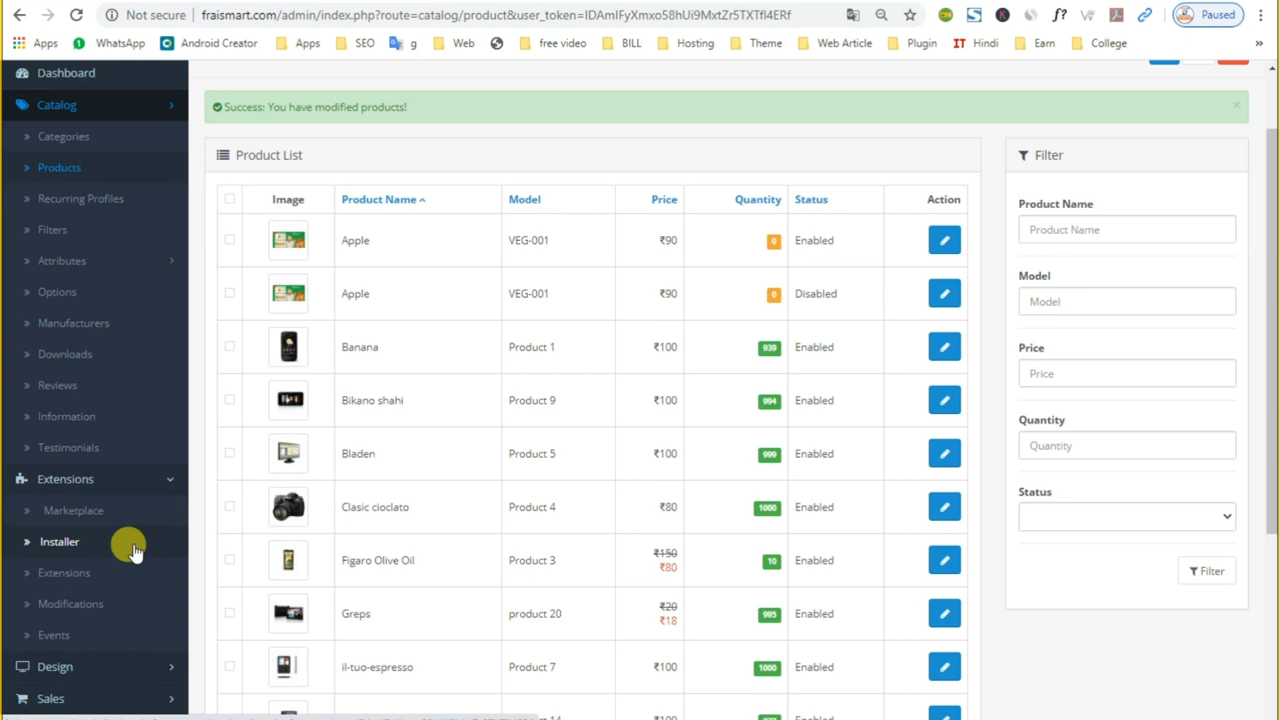 Not secure | fraismart.com/admin/index.php?route=catalog/product&user_token=IDAmIFyXmxo58hUi9MxtZr5TXTfl4ERf
Paused
Apps WhatsApp Android Creator Apps SEO g Web free video BILL Hosting Theme Web Article Plugin IT Hindi Earn College »
Dashboard
Catalog
Categories
Products
Recurring Profiles
Filters
Attributes
Options
Manufacturers
Downloads
Reviews
Information
Testimonials
Extensions
Marketplace
Installer
Extensions
Modifications
Events
Design
Sales
Success: You have modified products! ×
Product List
Image Product Name Model Price Quantity Status Action
Apple VEG-001 ₹90 0 Enabled
Apple VEG-001 ₹90 0 Disabled
Banana Product 1 ₹100 939 Enabled
Bikano shahi Product 9 ₹100 994 Enabled
Bladen Product 5 ₹100 999 Enabled
Clasic cioclato Product 4 ₹80 1000 Enabled
Figaro Olive Oil Product 3 ₹150 10 Enabled
₹80
Greps product 20 ₹20 995 Enabled
₹18
il-tuo-espresso Product 7 ₹100 1000 Enabled
Filter
Product Name
Product Name
Model
Model
Price
Price
Quantity
Quantity
Status
Filter